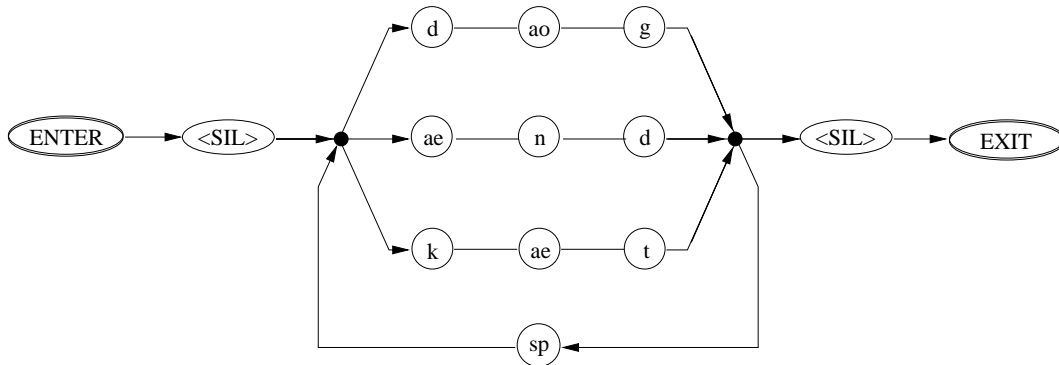 d ao g
ENTER <SIL> ae n d <SIL> EXIT
k ae t
sp